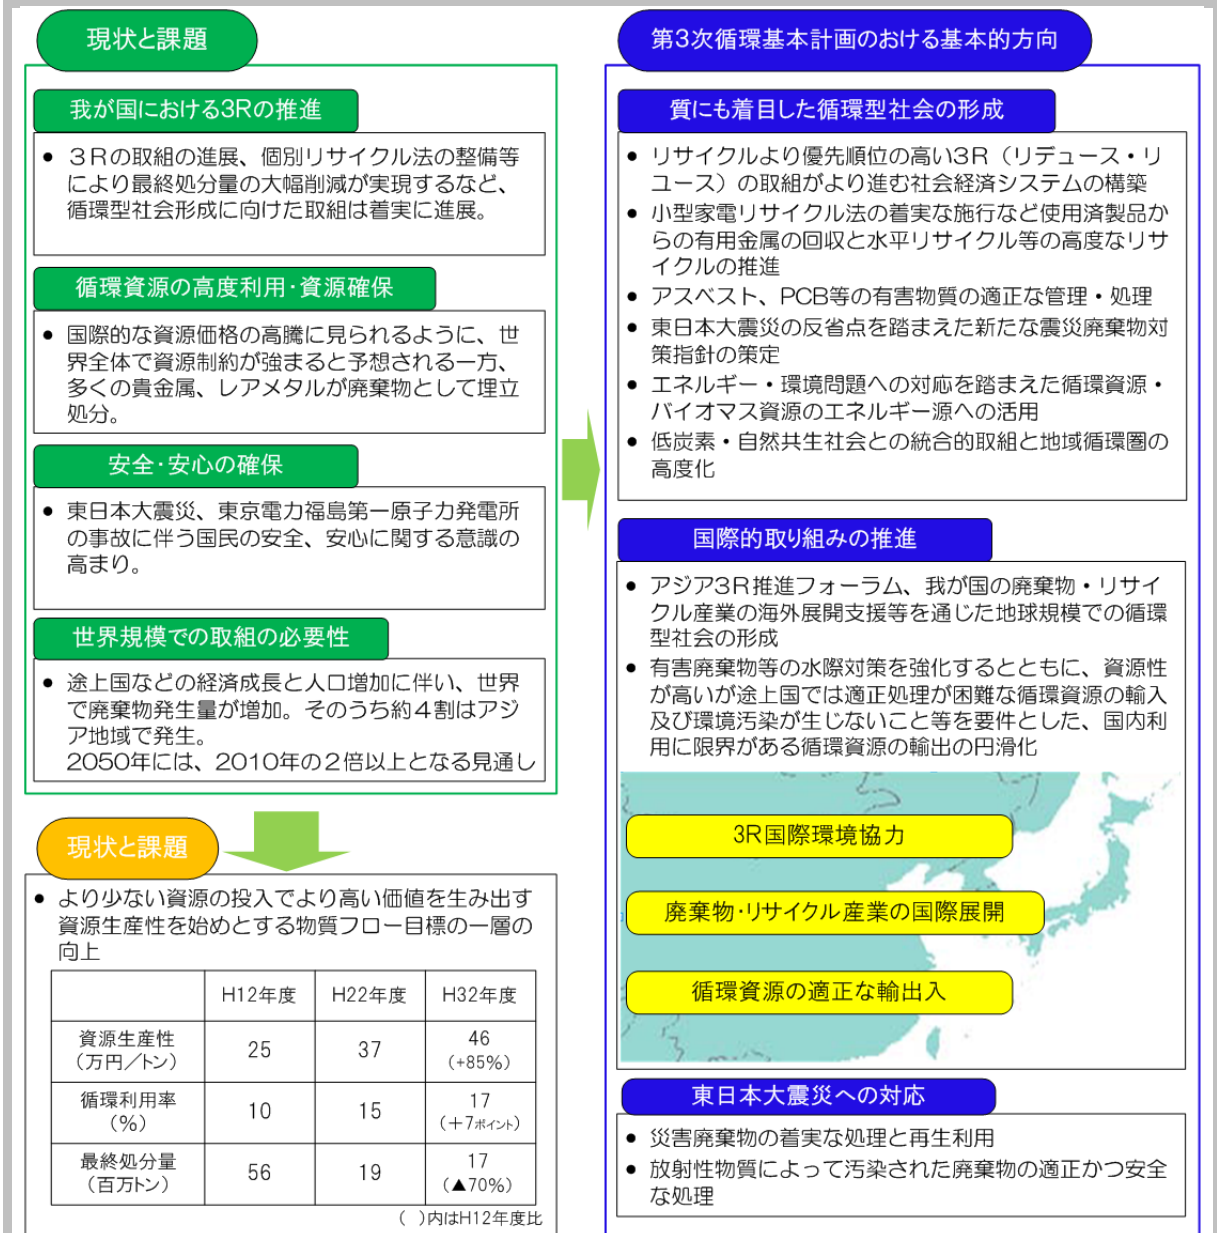 現状と課題
我が国における3Rの推進
● 3Rの取組の進展、個別リサイクル法の整備等
により最終処分量の大幅削減が実現するなど、
循環型社会形成に向けた取組は着実に進展。
循環資源の高度利用･資源確保
● 国際的な資源価格の高騰に見られるように、世
界全体で資源制約が強まると予想される一方、
多くの貴金属、レアメタルが廃棄物として埋立
処分。
安全･安心の確保
● 東日本大震災、東京電力福島第一原子力発電所
の事故に伴う国民の安全、安心に関する意識の
高まり。
世界規模での取組の必要性
● 途上国などの経済成長と人口増加に伴い、世界
で廃棄物発生量が増加。そのうち約4割はアジ
ア地域で発生。
2050年には、2010年の2倍以上となる見通し
現状と課題
● より少ない資源の投入でより高い価値を生み出す
資源生産性を始めとする物質フロー目標の一層の
向上
H12年度 H22年度 H32年度
資源生産性
(万円／トン) 25 37 46
(+85%)
循環利用率
(%) 10 15 17
(＋7ポイント)
最終処分量
(百万トン) 56 19 17
(▲70%)
( )内はH12年度比
第3次循環基本計画のおける基本的方向
質にも着目した循環型社会の形成
● リサイクルより優先順位の高い3R（リデュース・リ
ユース）の取組がより進む社会経済システムの構築
● 小型家電リサイクル法の着実な施行など使用済製品か
らの有用金属の回収と水平リサイクル等の高度なリサ
イクルの推進
● アスベスト、PCB等の有害物質の適正な管理・処理
● 東日本大震災の反省点を踏まえた新たな震災廃棄物対
策指針の策定
● エネルギー・環境問題への対応を踏まえた循環資源・
バイオマス資源のエネルギー源への活用
● 低炭素・自然共生社会との統合的取組と地域循環圏の
高度化
国際的取り組みの推進
● アジア3R推進フォーラム、我が国の廃棄物・リサイ
クル産業の海外展開支援等を通じた地球規模での循環
型社会の形成
● 有害廃棄物等の水際対策を強化するとともに、資源性
が高いが途上国では適正処理が困難な循環資源の輸入
及び環境汚染が生じないこと等を要件とした、国内利
用に限界がある循環資源の輸出の円滑化
3R国際環境協力
廃棄物･リサイクル産業の国際展開
循環資源の適正な輸出入
東日本大震災への対応
● 災害廃棄物の着実な処理と再生利用
● 放射性物質によって汚染された廃棄物の適正かつ安全
な処理